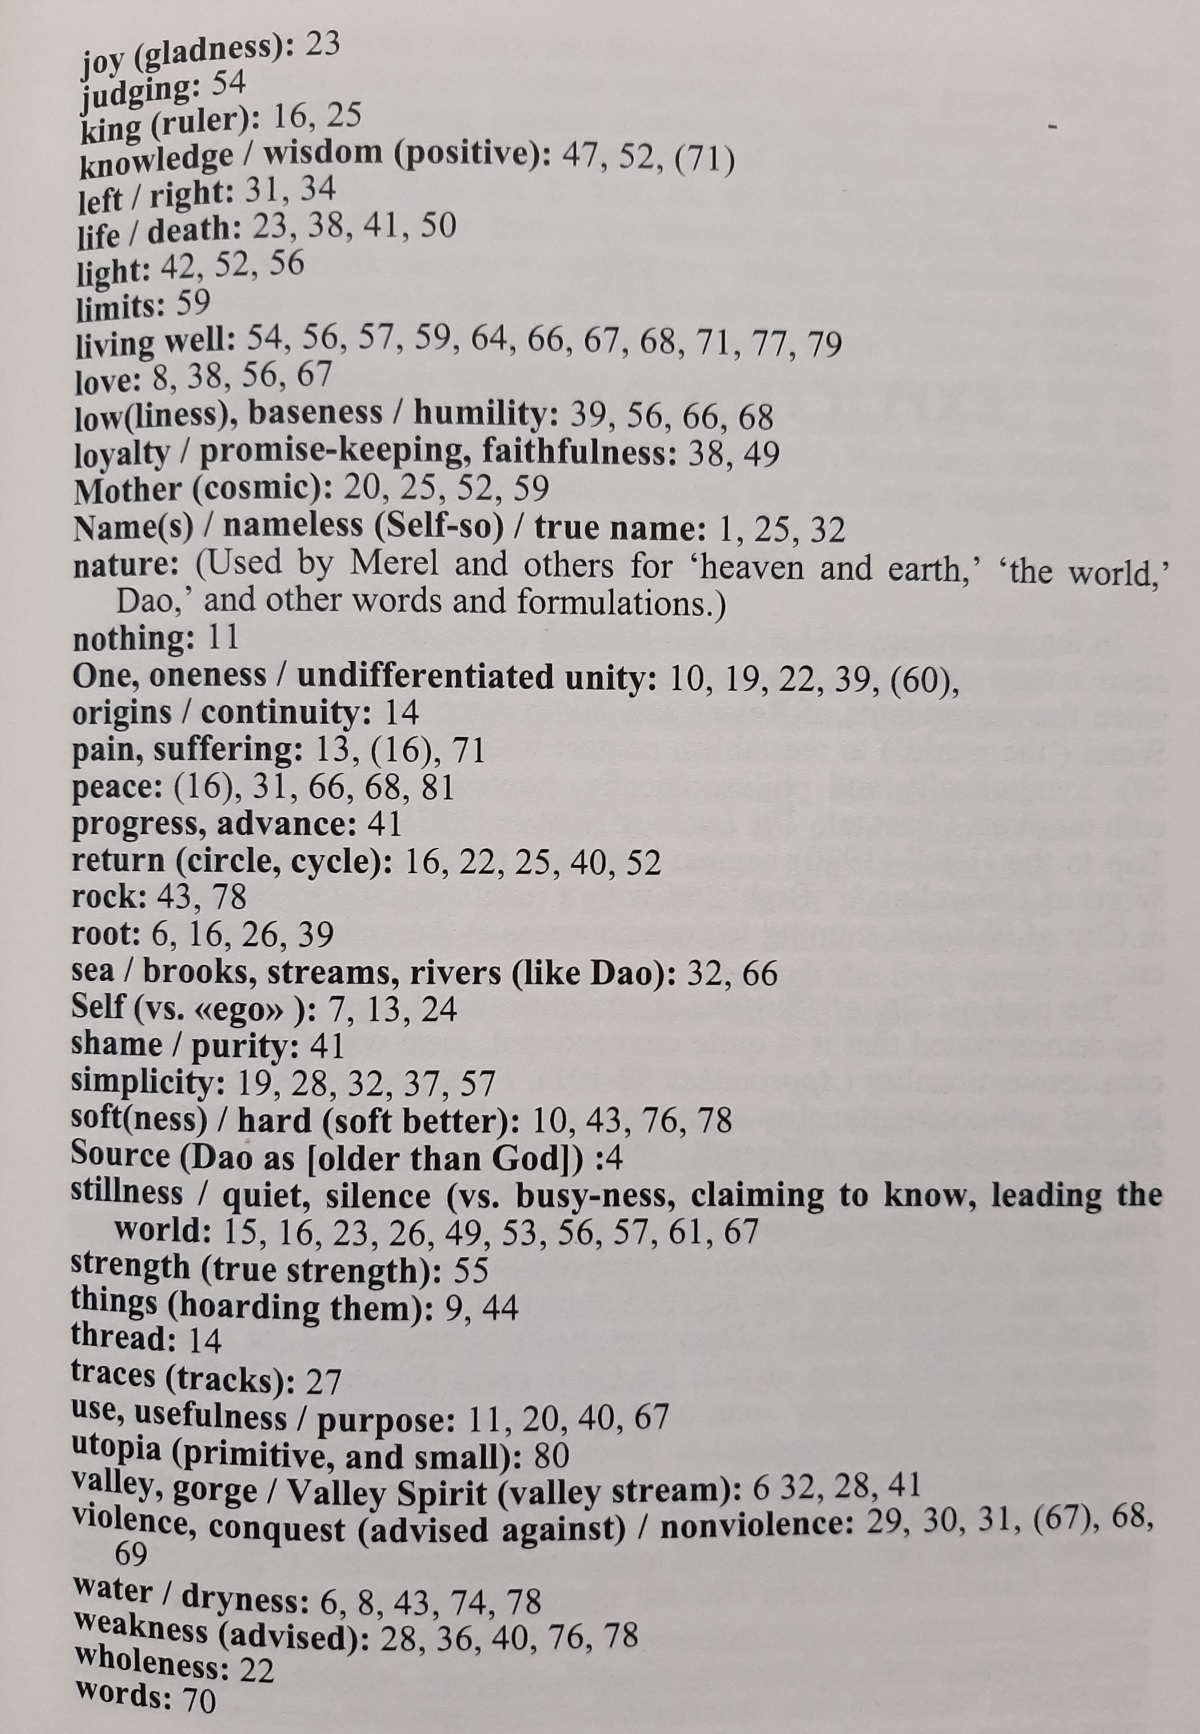 joy (gladness): 23
judging: 54
king (ruler): 16, 25
knowledge / wisdom (positive): 47, 52, (71)
left / right: 31, 34
life / death: 23, 38, 41, 50
light: 42, 52, 56
limits: 59
living well: 54, 56, 57, 59, 64, 66, 67, 68, 71, 77, 79
love: 8, 38, 56, 67
low(liness), baseness / humility: 39, 56, 66, 68
loyalty / promise-keeping, faithfulness: 38, 49
Mother (cosmic): 20, 25, 52, 59
Name(s) / nameless (Self-so) / true name: 1, 25, 32
nature: (Used by Merel and others for ‘heaven and earth,’ ‘the world,’
Dao,’ and other words and formulations.)
nothing: 11
One, oneness / undifferentiated unity: 10, 19, 22, 39, (60),
origins / continuity: 14
pain, suffering: 13, (16), 71
peace: (16), 31, 66, 68, 81
progress, advance: 41
return (circle, cycle): 16, 22, 25, 40, 52
rock: 43, 78
root: 6, 16, 26, 39
sea / brooks, streams, rivers (like Dao): 32, 66
Self (vs. «ego» ): 7, 13, 24
shame / purity: 41
simplicity: 19, 28, 32, 37, 57
soft(ness) / hard (soft better): 10, 43, 76, 78
Source (Dao as [older than God]) :4
stillness / quiet, silence (vs. busy-ness, claiming to know, leading the
world: 15, 16, 23, 26, 49, 53, 56, 57, 61, 67
strength (true strength): 55
things (hoarding them): 9, 44
thread: 14
traces (tracks): 27
use, usefulness / purpose: 11, 20, 40, 67
utopia (primitive, and small): 80
valley, gorge / Valley Spirit (valley stream): 6 32, 28, 41
violence, conquest (advised against) / nonviolence: 29, 30, 31, (67), 68,
69
water / dryness: 6, 8, 43, 74, 78
weakness (advised): 28, 36, 40, 76, 78
wholeness: 22
words: 70